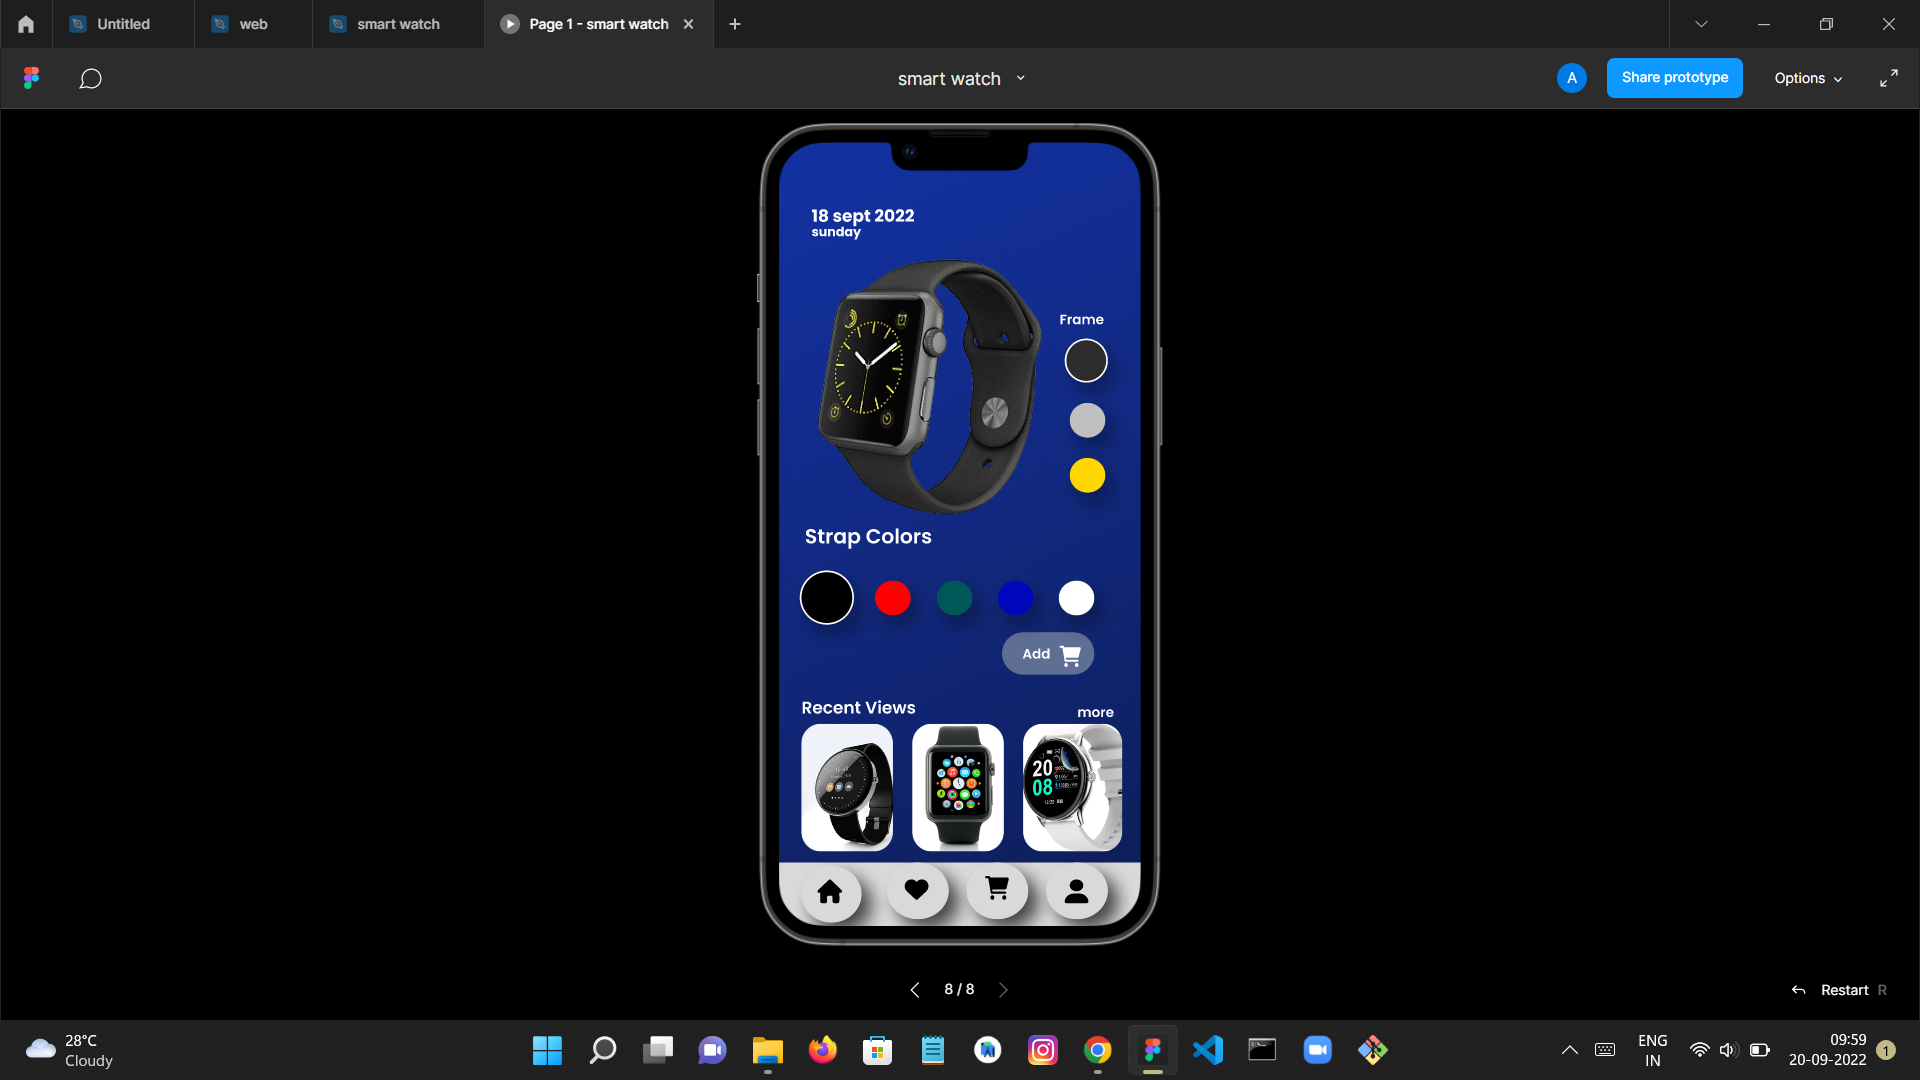 Untitled
web
smart watch
Page 1 - smart watch
smart watch
A
Share prototype
Options
18 sept 2022
sunday
Frame
Strap Colors
Add
Recent Views
more
20
08
8 / 8
Restart R
28°C
Cloudy
ENG
IN
09:59
20-09-2022
1